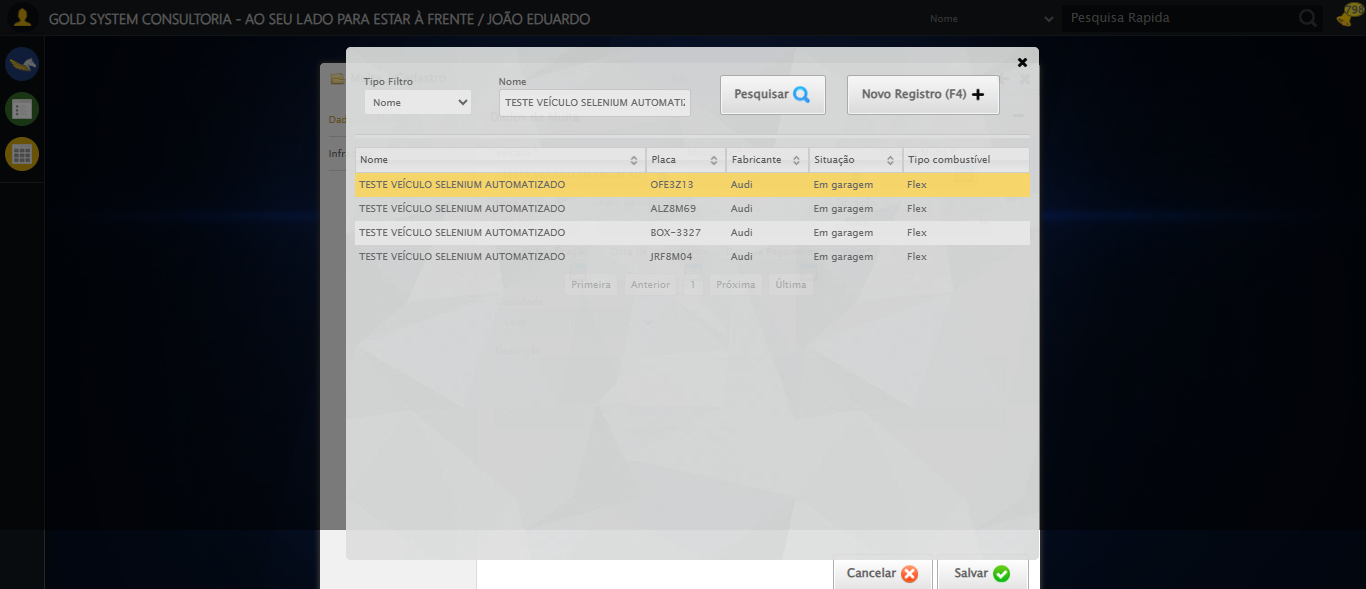 GOLD SYSTEM CONSULTORIA - AO SEU LADO PARA ESTAR À FRENTE / JOÃO EDUARDO
Nome
Pesquisa Rapida
798
Tipo Filtro
Nome
Nome
TESTE VEÍCULO SELENIUM AUTOMATIZ
Pesquisar
Novo Registro (F4)
Dad
Infr
Nome Placa Fabricante Situação Tipo combustível
TESTE VEÍCULO SELENIUM AUTOMATIZADO OFE3Z13 Audi Em garagem Flex
TESTE VEÍCULO SELENIUM AUTOMATIZADO ALZ8M69 Audi Em garagem Flex
TESTE VEÍCULO SELENIUM AUTOMATIZADO BOX-3327 Audi Em garagem Flex
TESTE VEÍCULO SELENIUM AUTOMATIZADO JRF8M04 Audi Em garagem Flex
Primeira Anterior 1 Próxima Última
Cancelar
Salvar